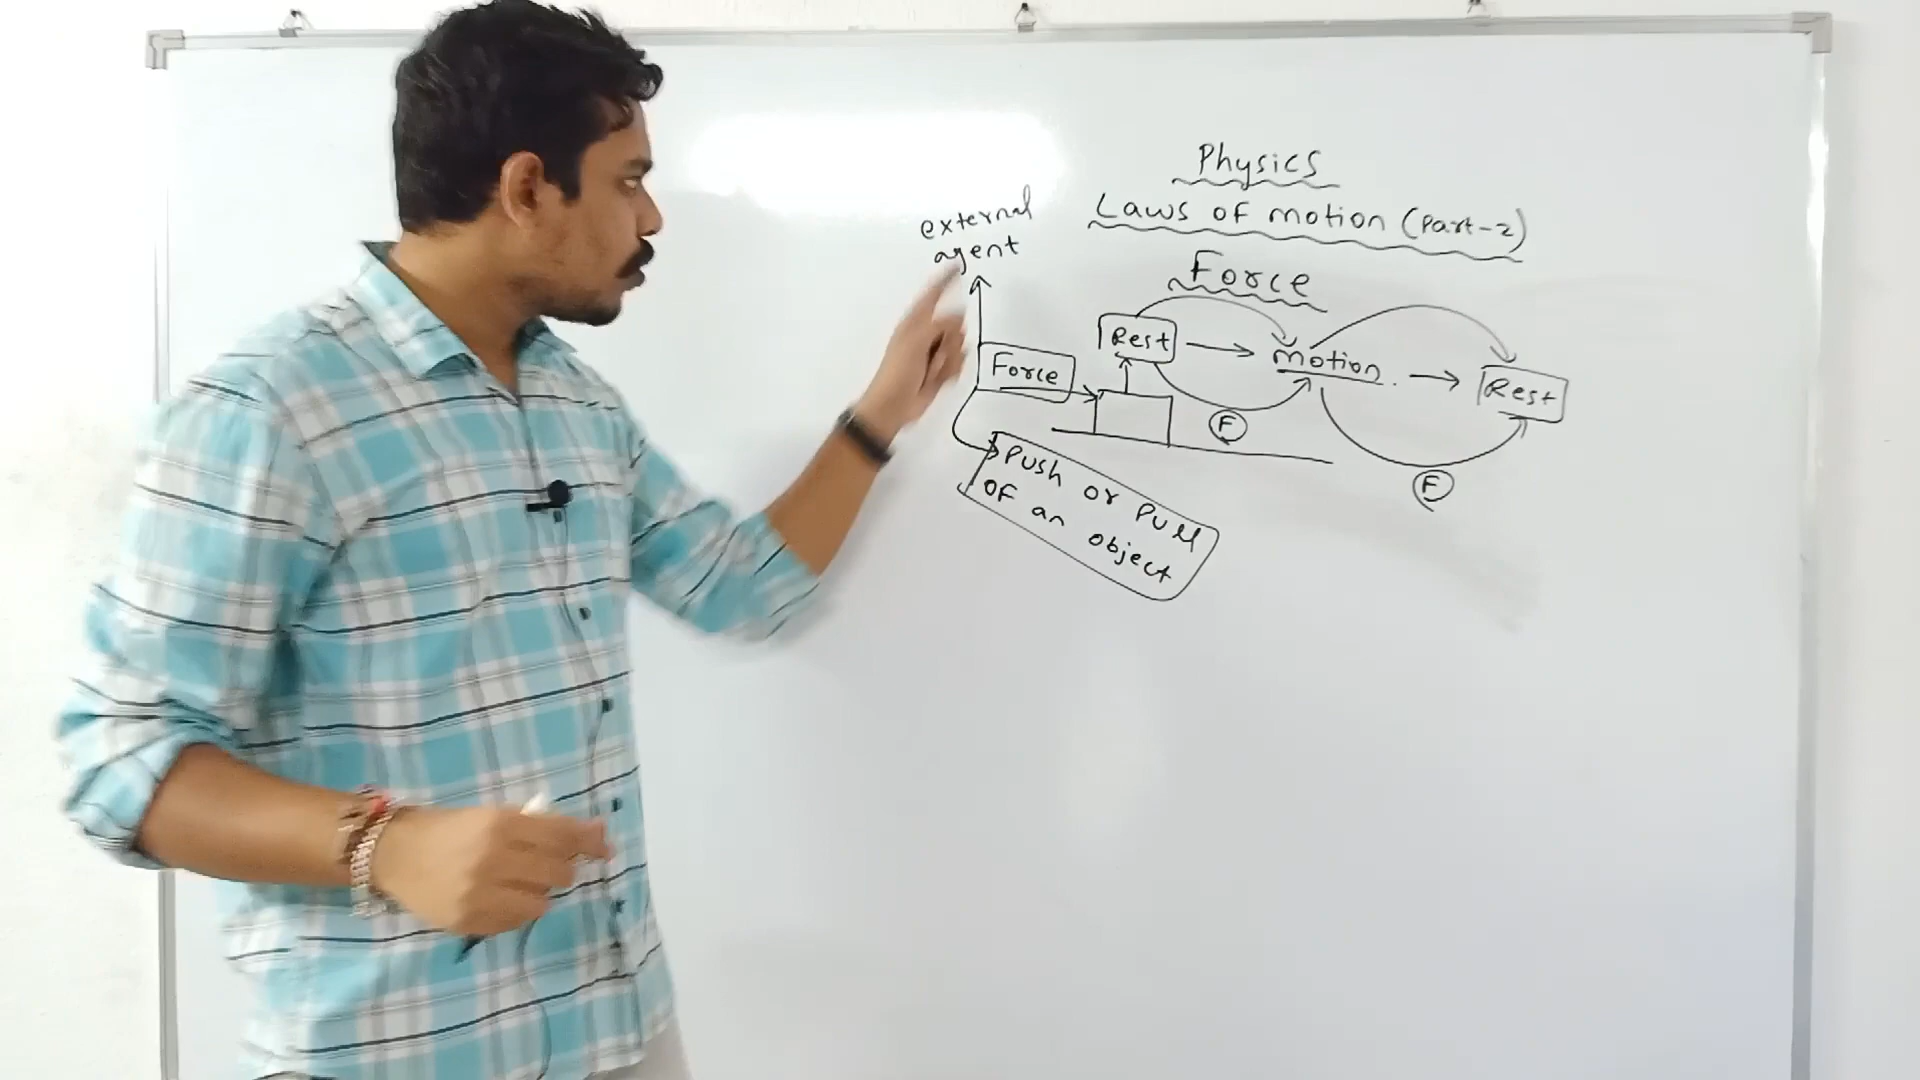 Physics
Laws of motion (Part-2)
external
agent
Force
Rest
motion
Rest
Force
F
F
Push or Pull
OF an object